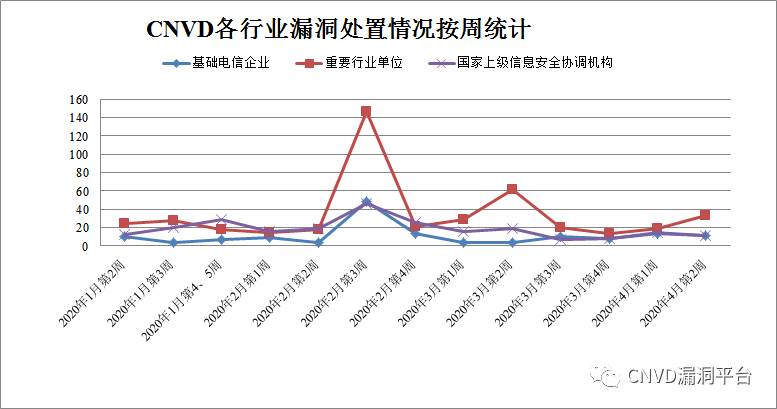 CNVD各行业漏洞处置情况按周统计
基础电信企业 重要行业单位 国家上级信息安全协调机构
160
140
120
100
80
60
40
20
0
2020年1月第2周
2020年1月第3周
2020年1月第4、5周
2020年2月第1周
2020年2月第2周
2020年2月第3周
2020年2月第4周
2020年3月第1周
2020年3月第2周
2020年3月第3周
2020年3月第4周
2020年4月第1周
2020年4月第2周
CNVD漏洞平台